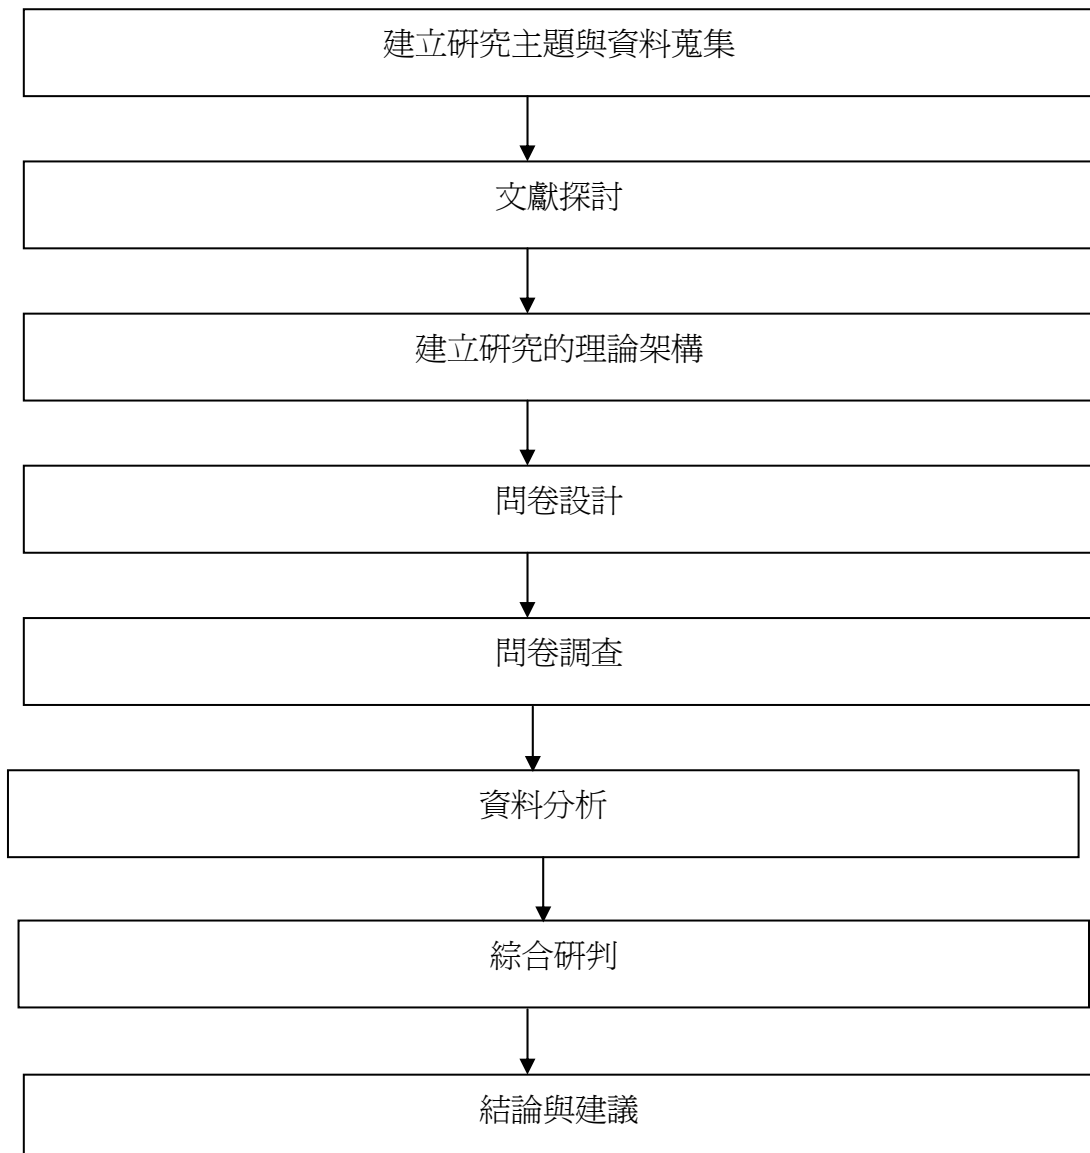 建立研究主題與資料蒐集
文獻探討
建立研究的理論架構
問卷設計
問卷調查
資料分析
綜合研判
結論與建議